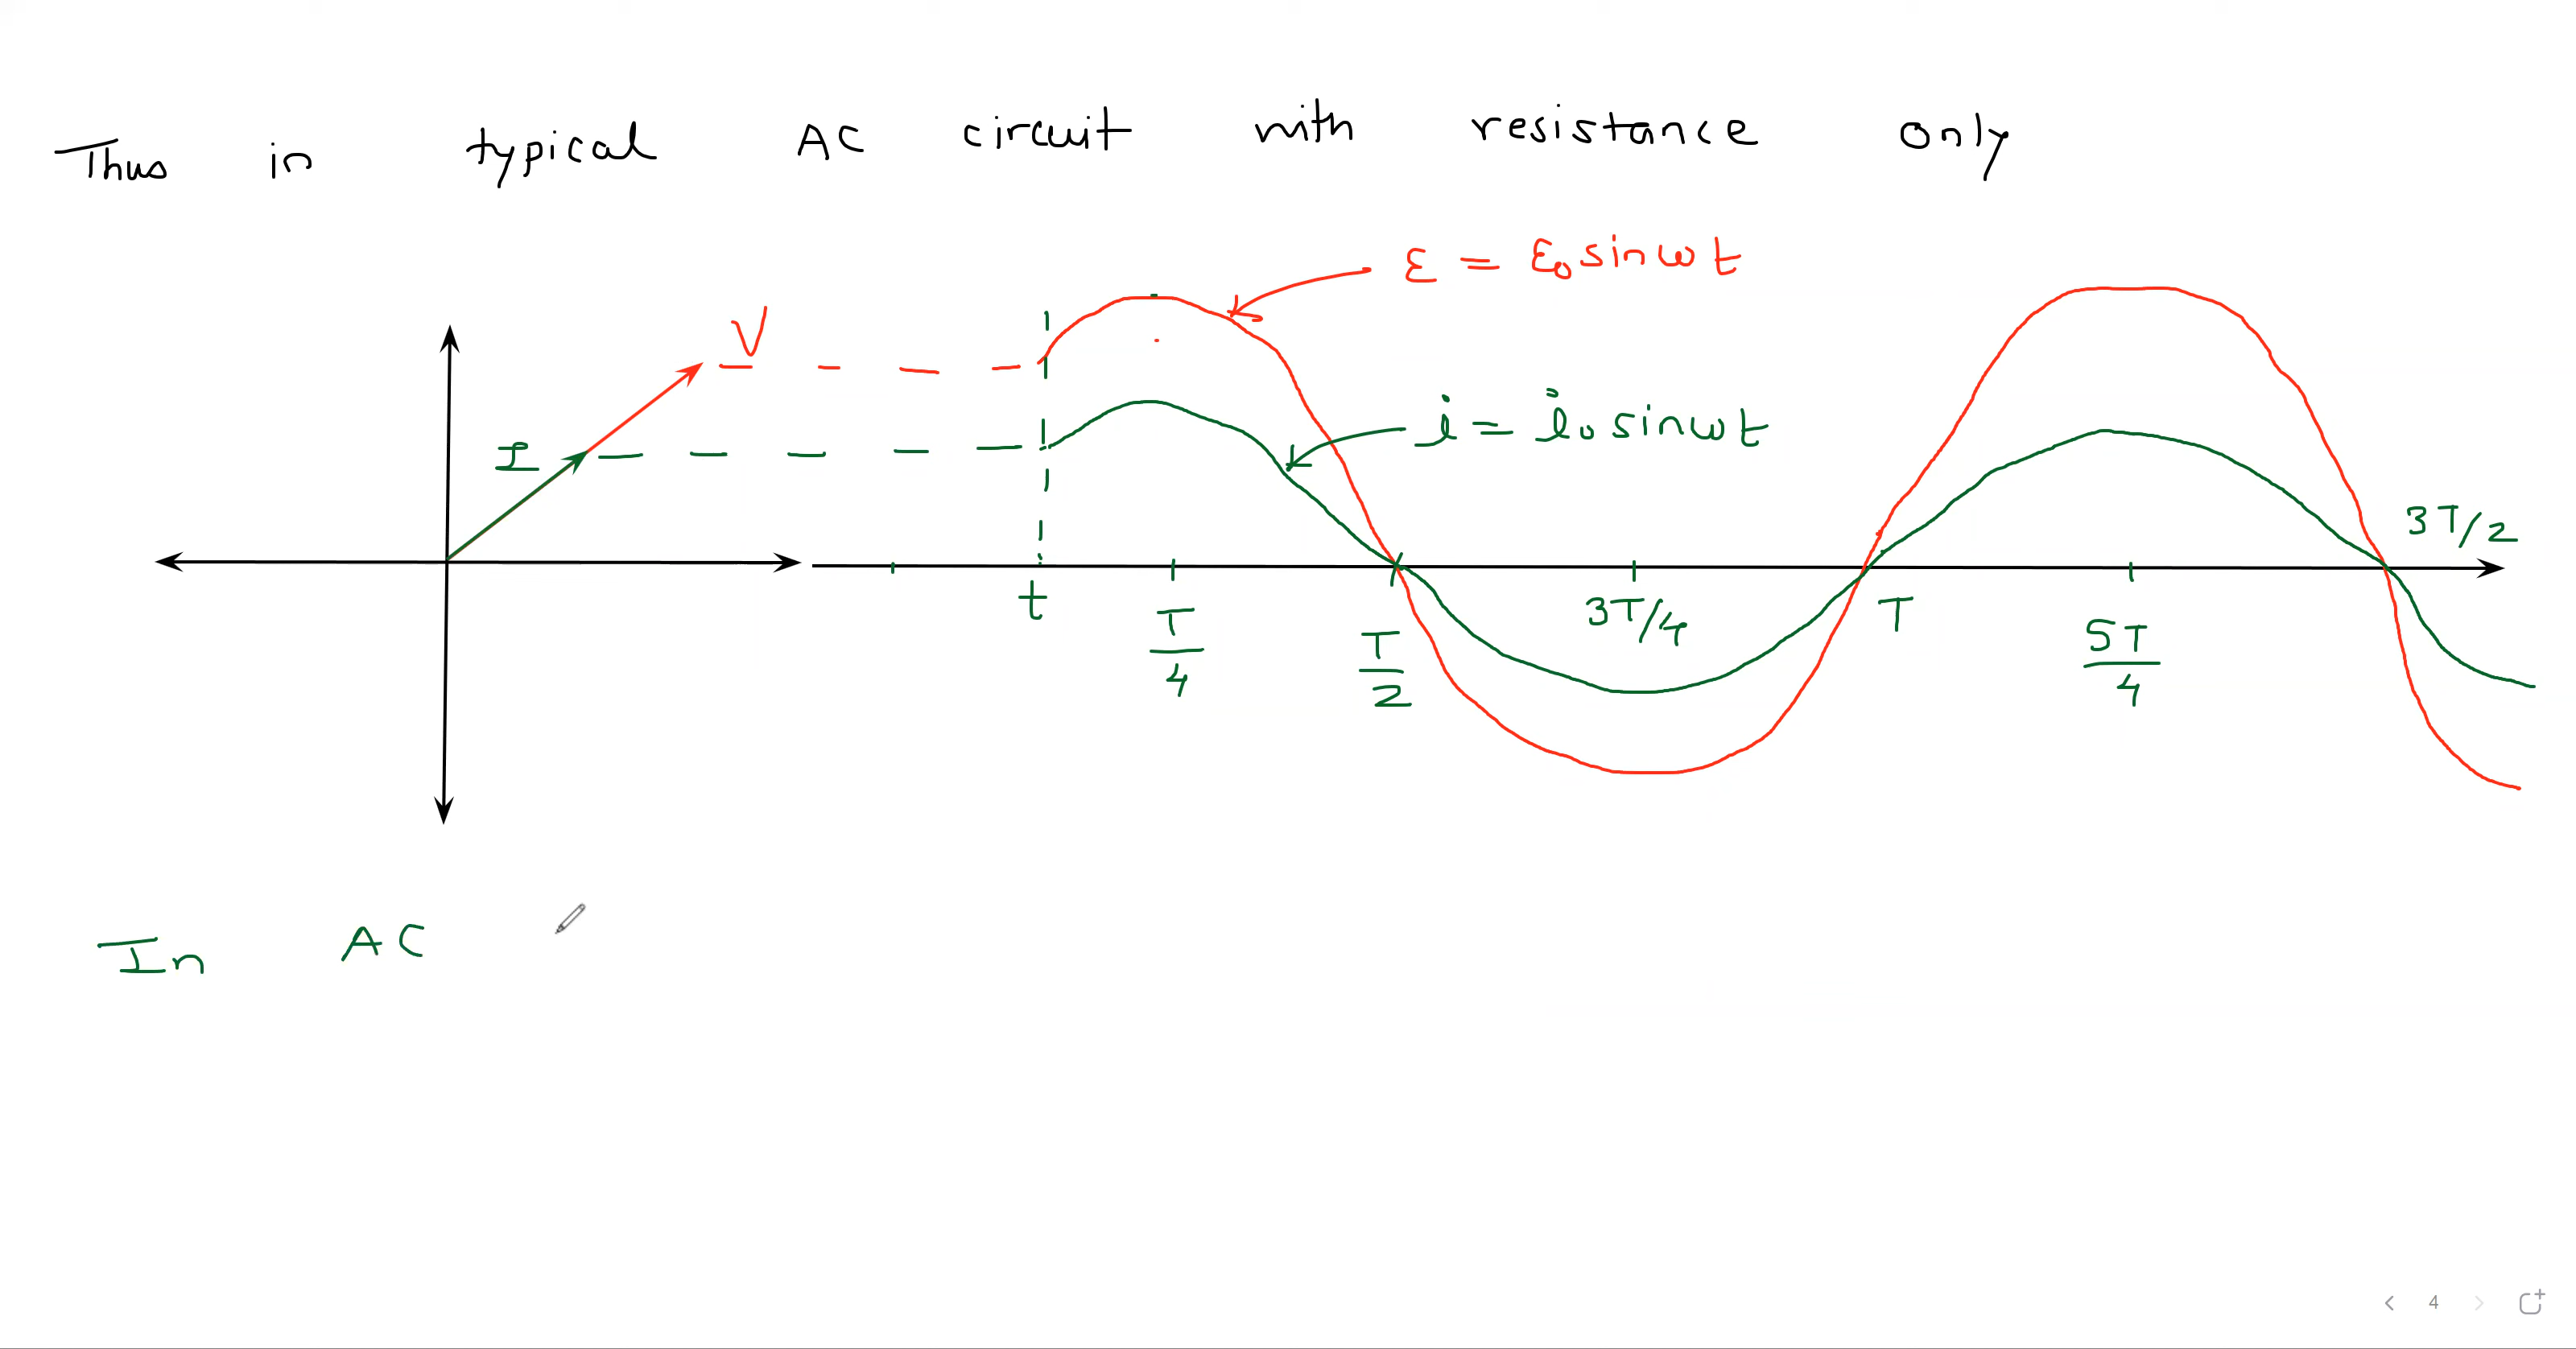 Thus in typical AC circuit with resistance only
ε = ε₀ sin ωt
V
i = i₀ sin ωt
I
3T/2
t
T/4
T/2
3T/4
T
5T/4
In AC
4